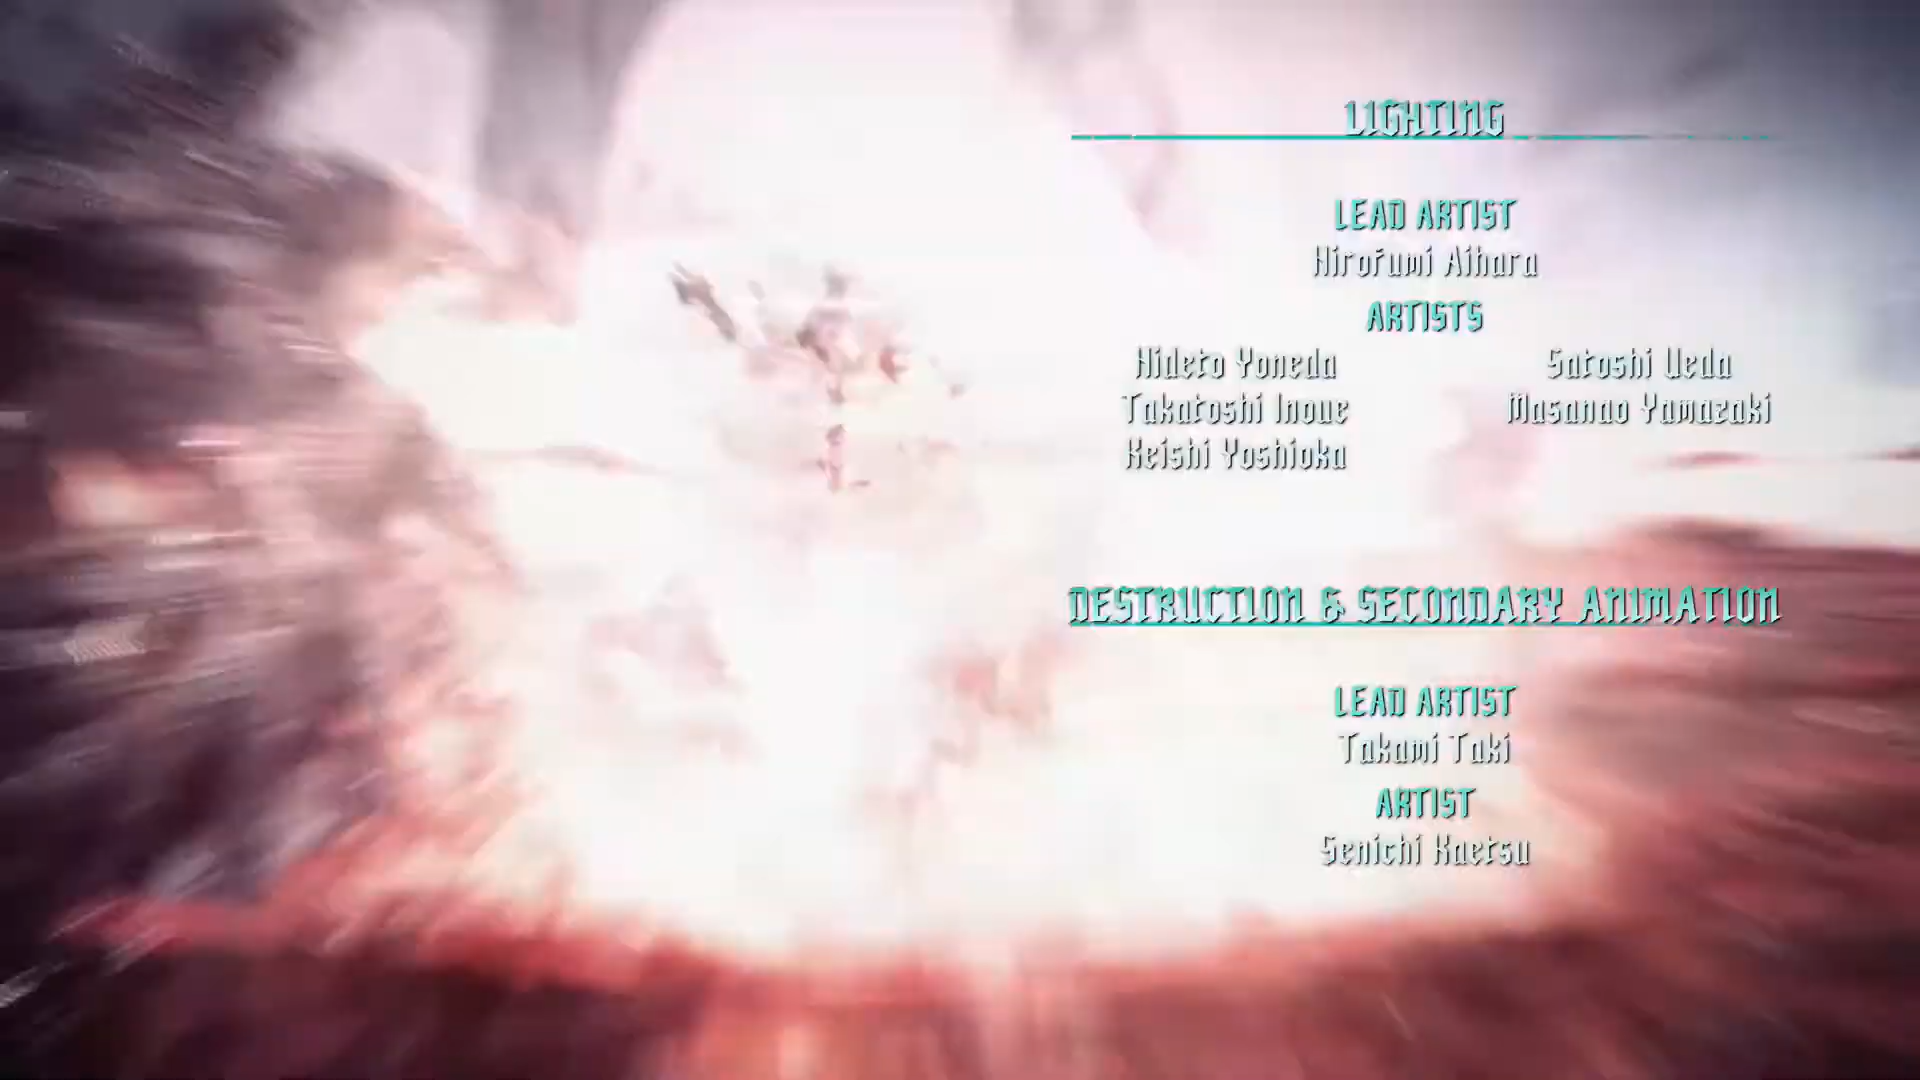 LIGHTING
LEAD ARTIST
Hirofumi Aihara
ARTISTS
Hideto Yoneda Satoshi Ueda
Takatoshi Inoue Masanao Yamazaki
Keishi Yoshioka
DESTRUCTION & SECONDARY ANIMATION
LEAD ARTIST
Takami Taki
ARTIST
Senichi Kaetsu